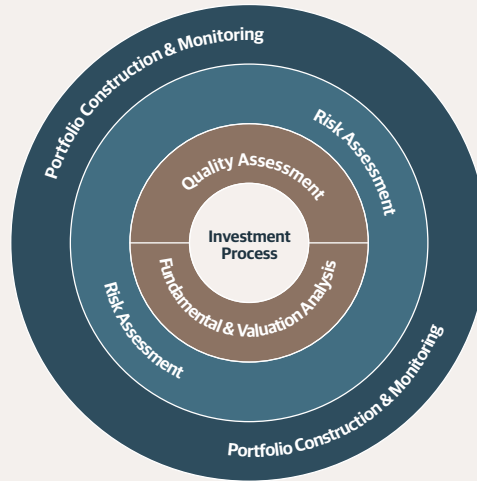 Portfolio Construction & Monitoring
Risk Assessment
Quality Assessment
Investment
Process
Fundamental & Valuation Analysis
Risk Assessment
Portfolio Construction & Monitoring